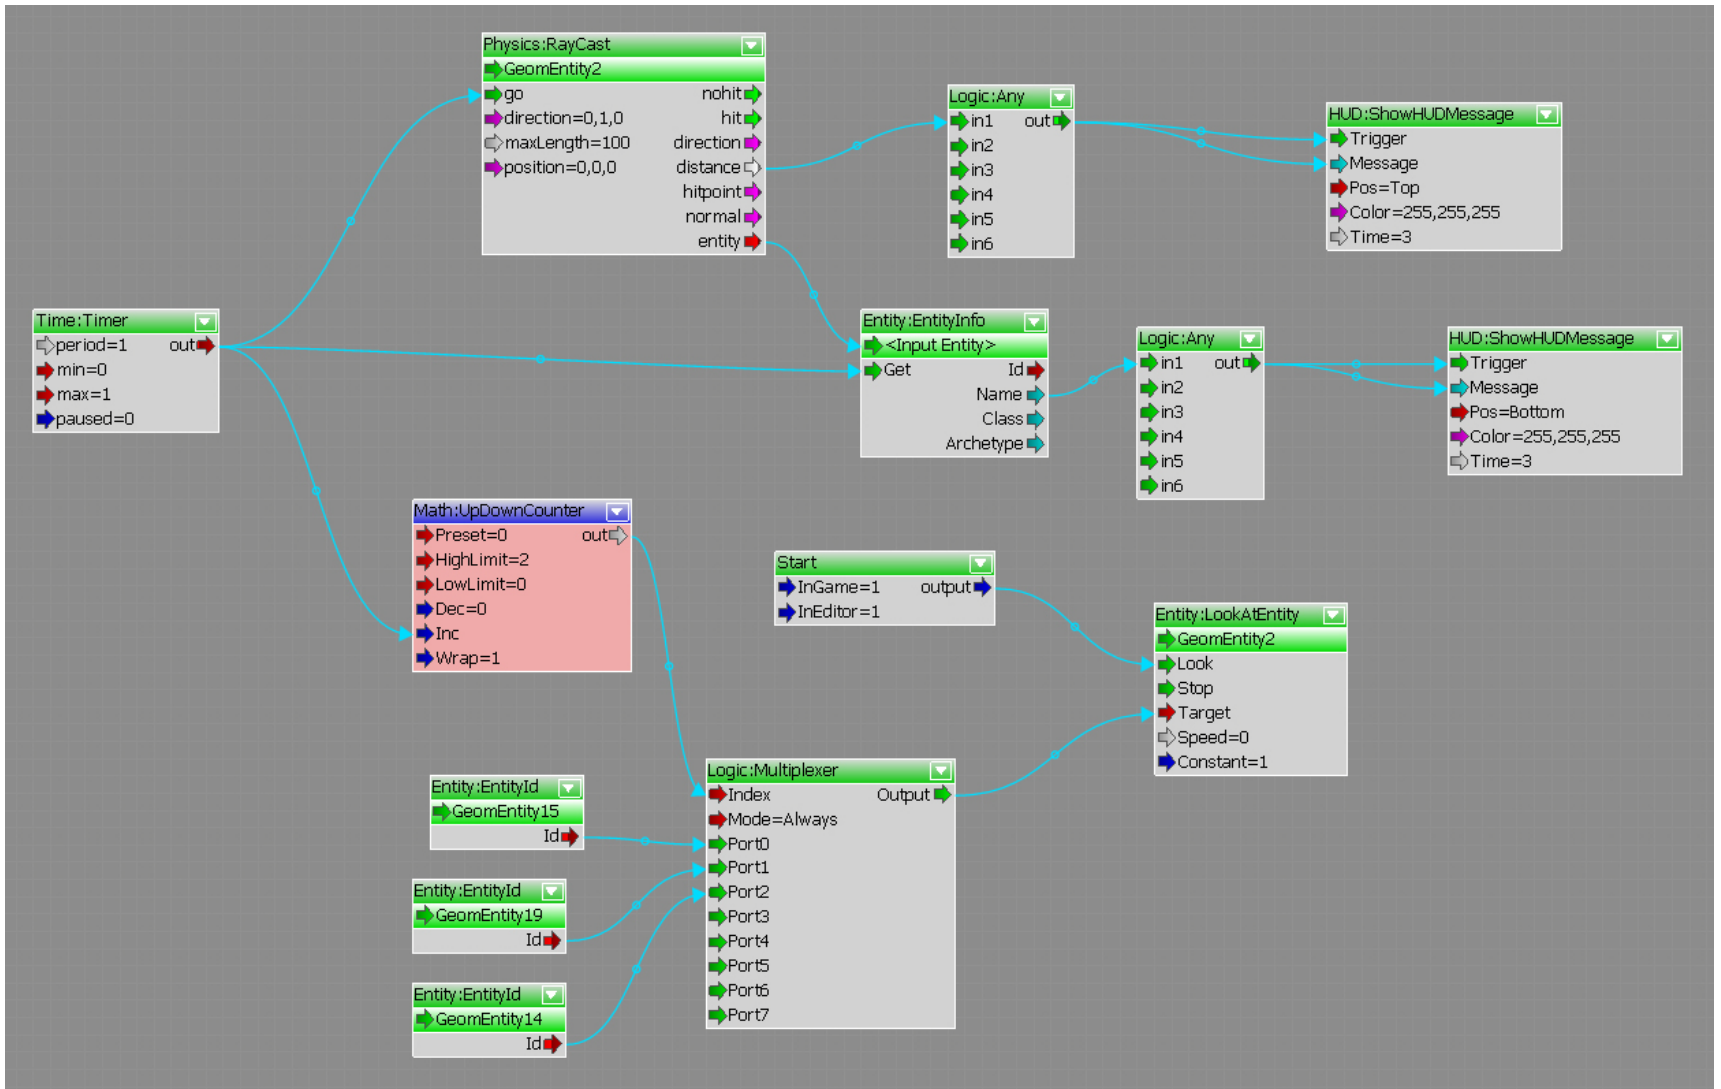 Physics:RayCast
GeomEntity2
go nohit
direction=0,1,0 hit
maxLength=100 direction
position=0,0,0 distance
hitpoint
normal
entity
Logic:Any
in1 out
in2
in3
in4
in5
in6
HUD:ShowHUDMessage
Trigger
Message
Pos=Top
Color=255,255,255
Time=3
Time:Timer
period=1 out
min=0
max=1
paused=0
Entity:EntityInfo
<Input Entity>
Get Id
Name
Class
Archetype
Logic:Any
in1 out
in2
in3
in4
in5
in6
HUD:ShowHUDMessage
Trigger
Message
Pos=Bottom
Color=255,255,255
Time=3
Math:UpDownCounter
Preset=0 out
HighLimit=2
LowLimit=0
Dec=0
Inc
Wrap=1
Start
InGame=1 output
InEditor=1
Entity:LookAtEntity
GeomEntity2
Look
Stop
Target
Speed=0
Constant=1
Entity:EntityId
GeomEntity15
Id
Entity:EntityId
GeomEntity19
Id
Entity:EntityId
GeomEntity14
Id
Logic:Multiplexer
Index Output
Mode=Always
Port0
Port1
Port2
Port3
Port4
Port5
Port6
Port7